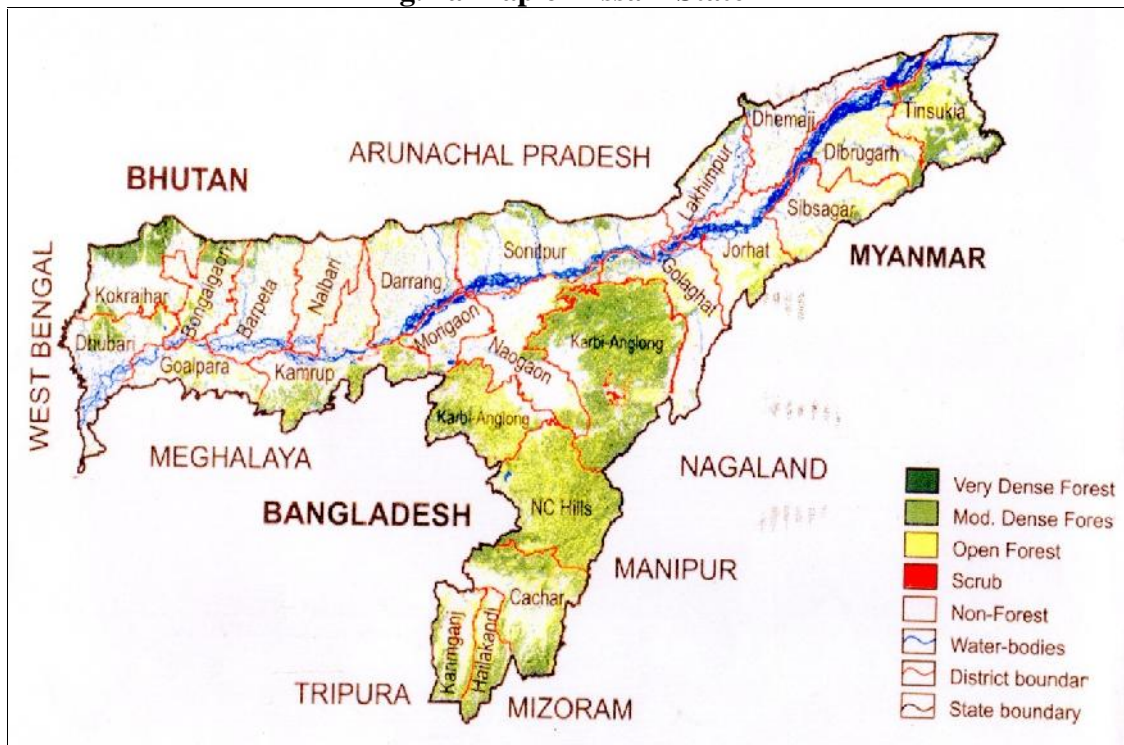 ARUNACHAL PRADESH
BHUTAN
WEST BENGAL
MYANMAR
MEGHALAYA
NAGALAND
BANGLADESH
MANIPUR
TRIPURA
MIZORAM
Tinsukia
Dhemaji
Dibrugarh
Lakhimpur
Sibsagar
Jorhat
Sonitpur
Golaghat
Darrang
Nalbari
Barpeta
Bongaigaon
Kokrajhar
Dhubari
Goalpara
Kamrup
Morigaon
Naogaon
Karbi-Anglong
Karbi-Anglong
NC Hills
Cachar
Karimganj
Hailakandi
Very Dense Forest
Mod. Dense Fores
Open Forest
Scrub
Non-Forest
Water-bodies
District boundar
State boundary